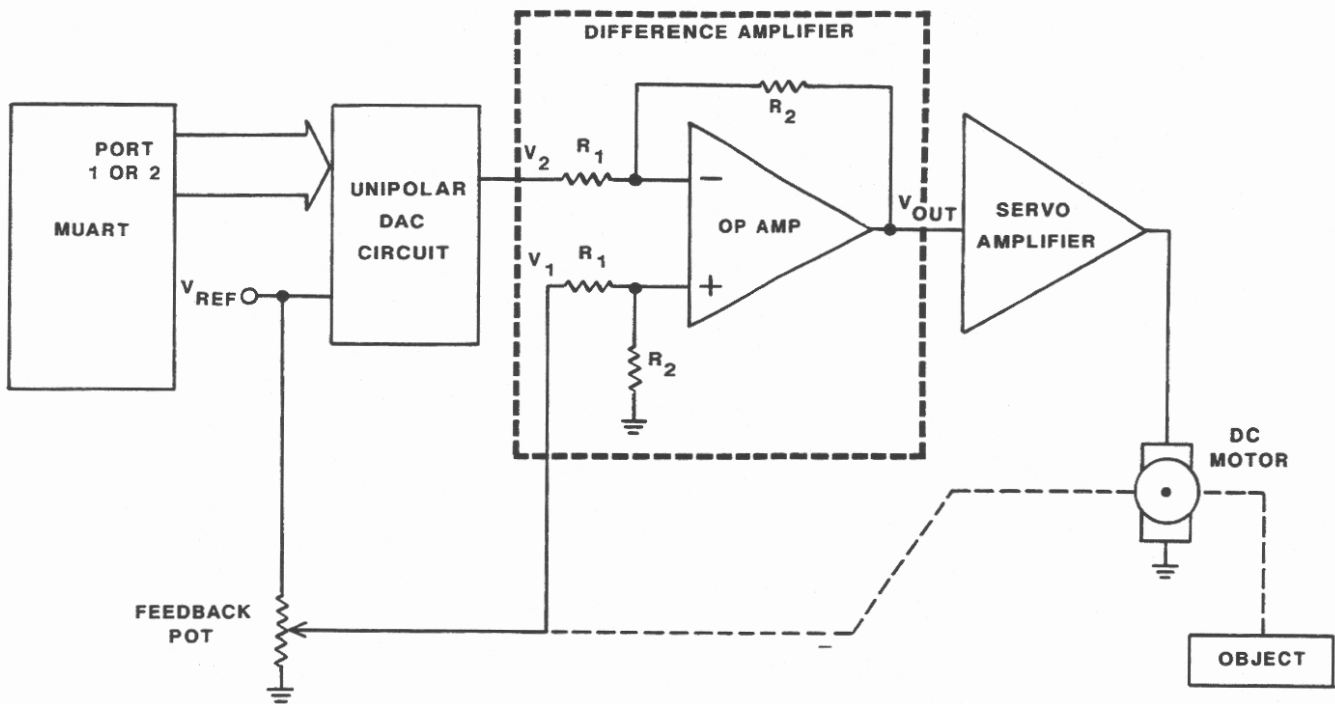 DIFFERENCE AMPLIFIER
R2
PORT
1 OR 2
MUART
UNIPOLAR
DAC
CIRCUIT
V2
R1
−
OP AMP
VOUT
SERVO
AMPLIFIER
V1
R1
+
VREF
R2
DC
MOTOR
FEEDBACK
POT
OBJECT